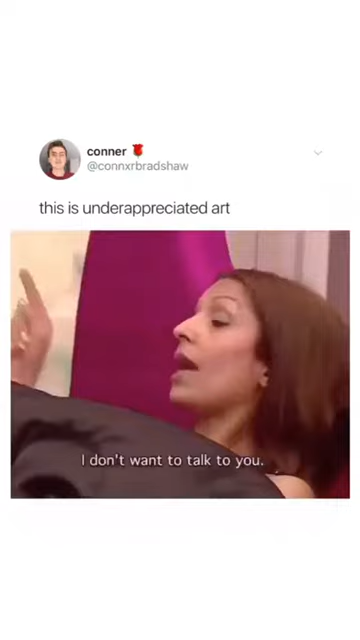 conner 🌹
@connxrbradshaw
this is underappreciated art
I don't want to talk to you.